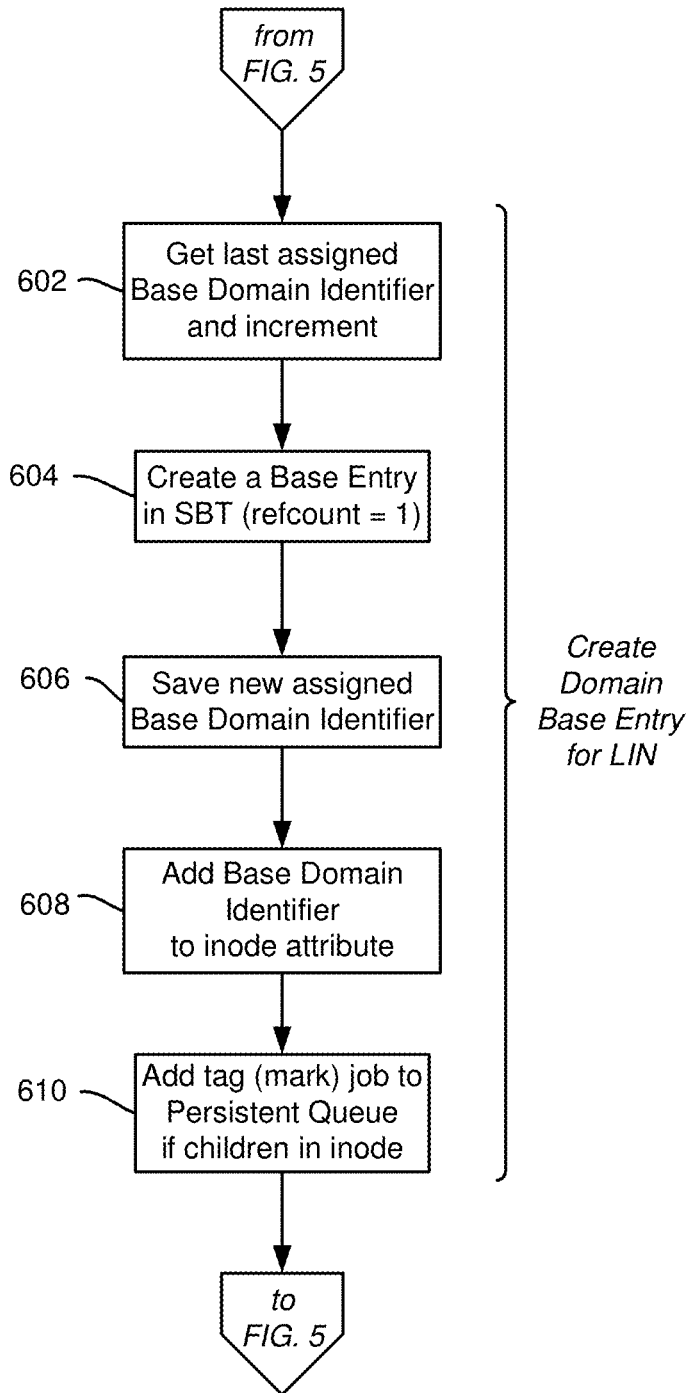 from
FIG. 5
602
Get last assigned
Base Domain Identifier
and increment
604
Create a Base Entry
in SBT (refcount = 1)
606
Save new assigned
Base Domain Identifier
Create
Domain
Base Entry
for LIN
608
Add Base Domain
Identifier
to inode attribute
610
Add tag (mark) job to
Persistent Queue
if children in inode
to
FIG. 5